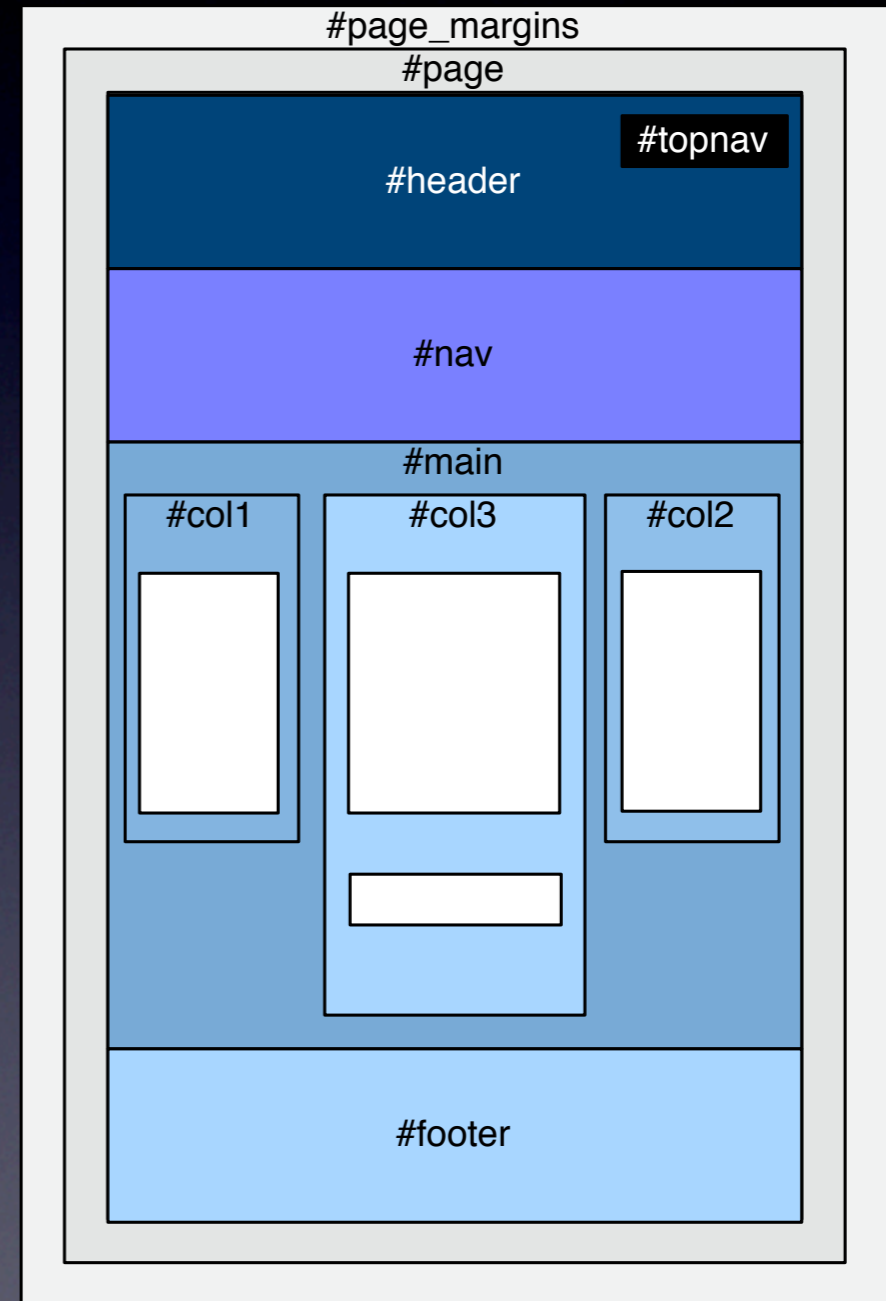 #page_margins
#page
#topnav
#header
#nav
#main
#col1
#col3
#col2
#footer